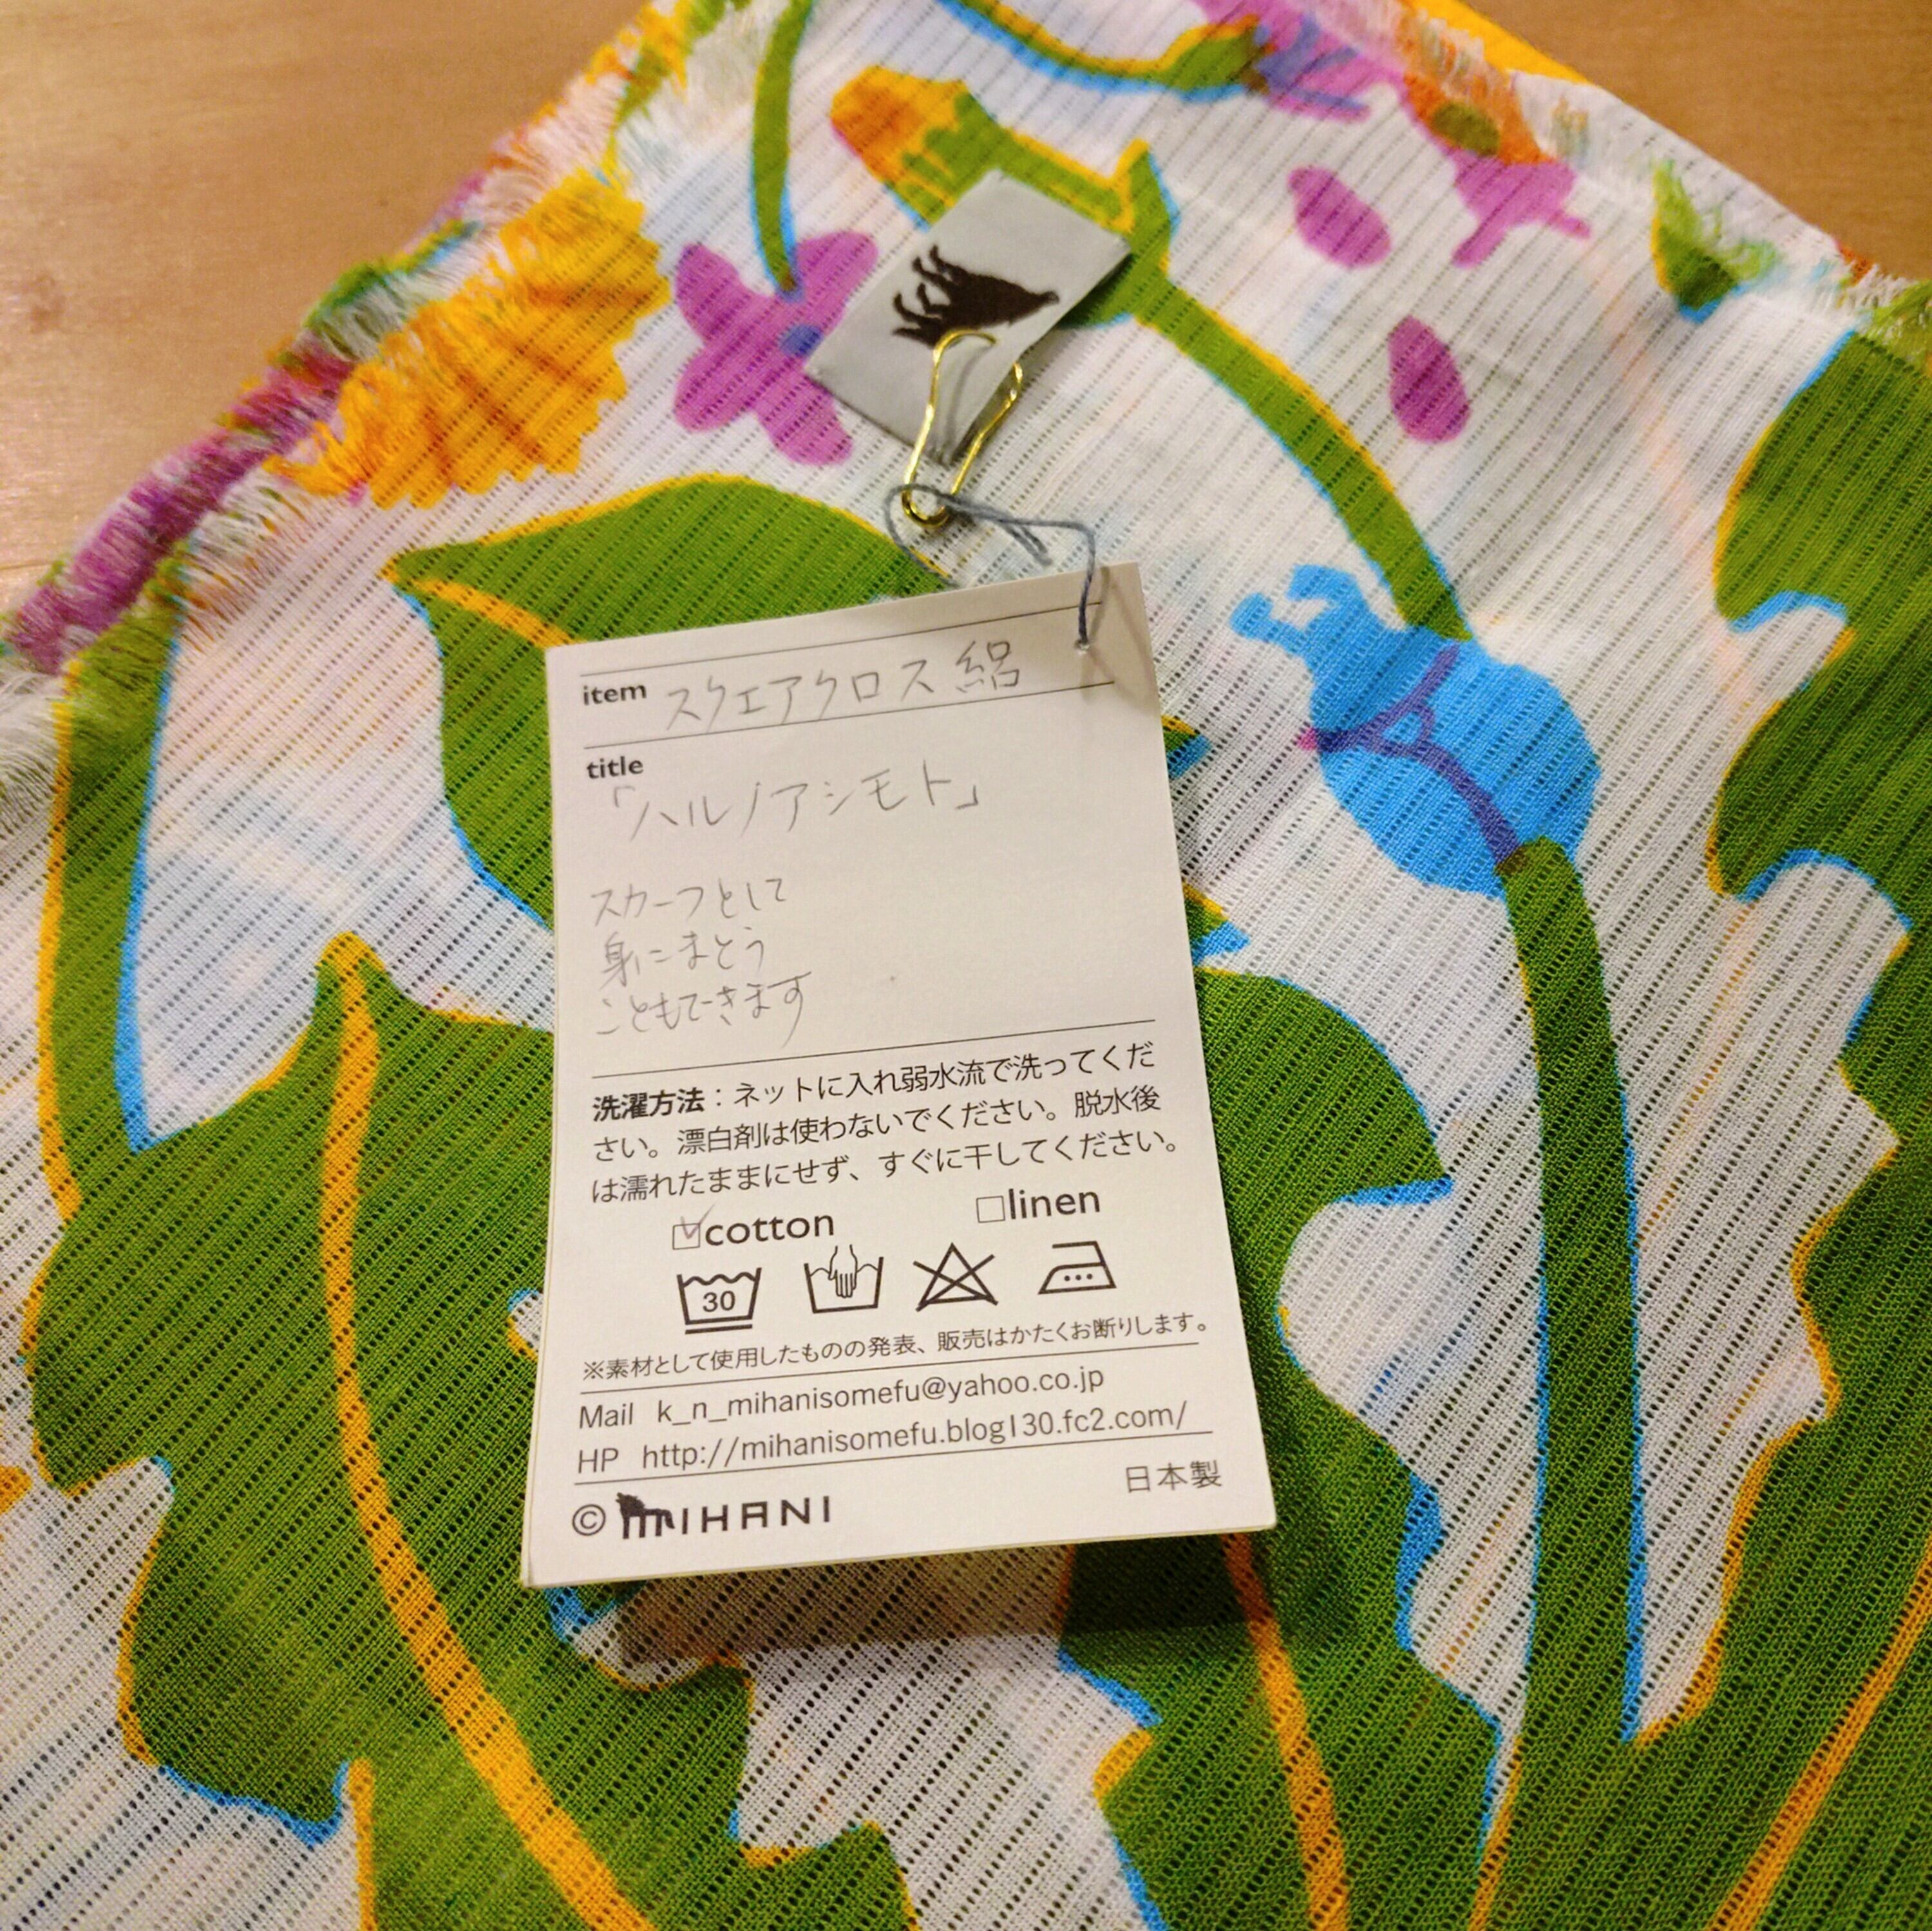 item スクエアクロス 絽
title
「ハルノアシモト」
スカーフとして
身にまとう
こともできます
洗濯方法：ネットに入れ弱水流で洗ってくだ
さい。漂白剤は使わないでください。脱水後
は濡れたままにせず、すぐに干してください。
cotton linen
30
※素材として使用したものの発表、販売はかたくお断りします。
Mail k_n_mihanisomefu@yahoo.co.jp
HP http://mihanisomefu.blog130.fc2.com/
日本製
© MIHANI